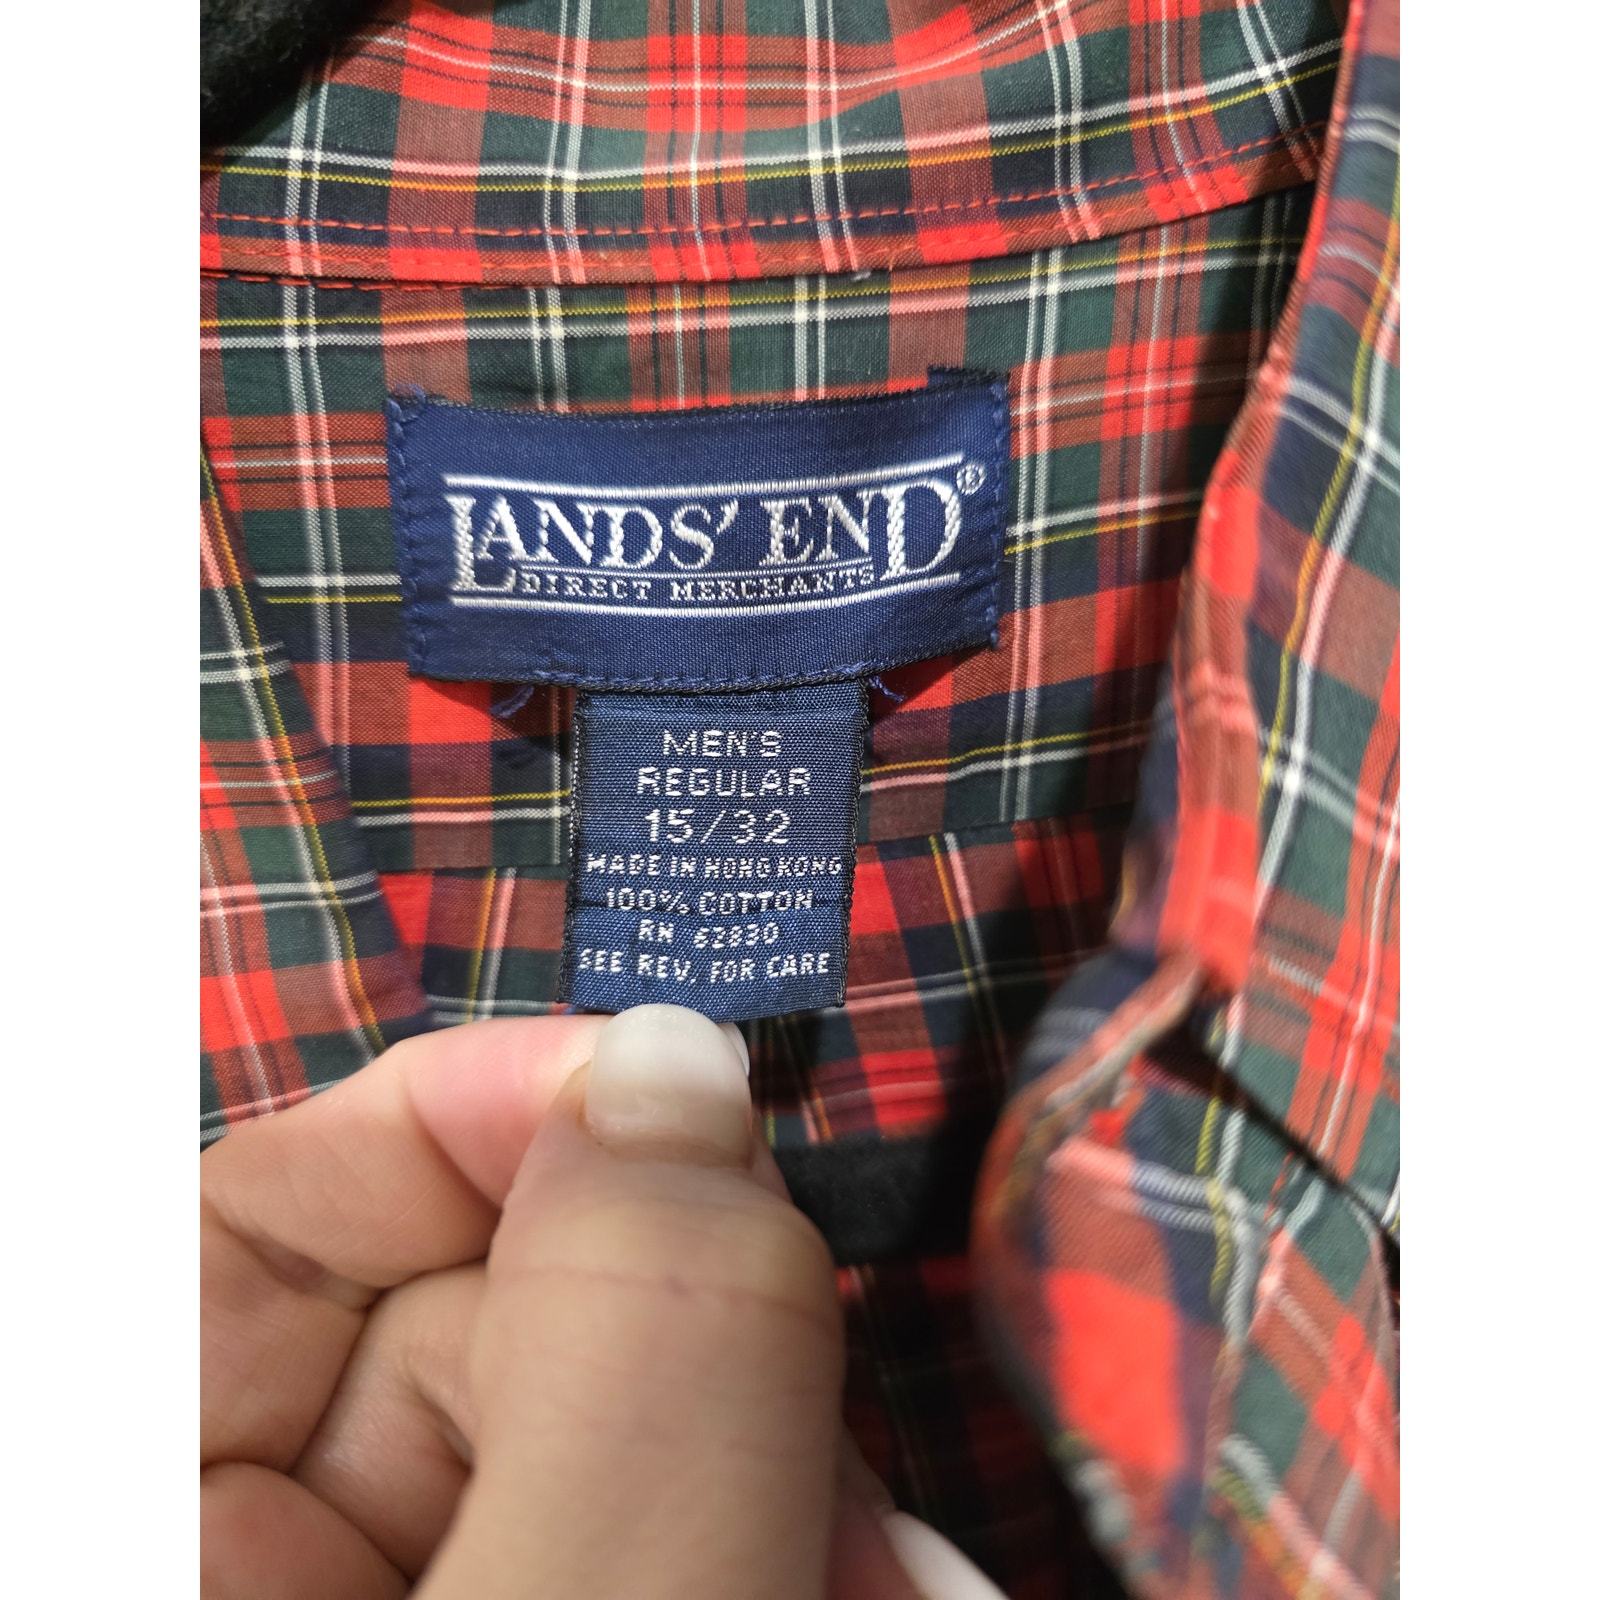 LANDS' END®
DIRECT MERCHANTS
MEN'S
REGULAR
15/32
MADE IN HONG KONG
100% COTTON
RN 62830
SEE REV. FOR CARE